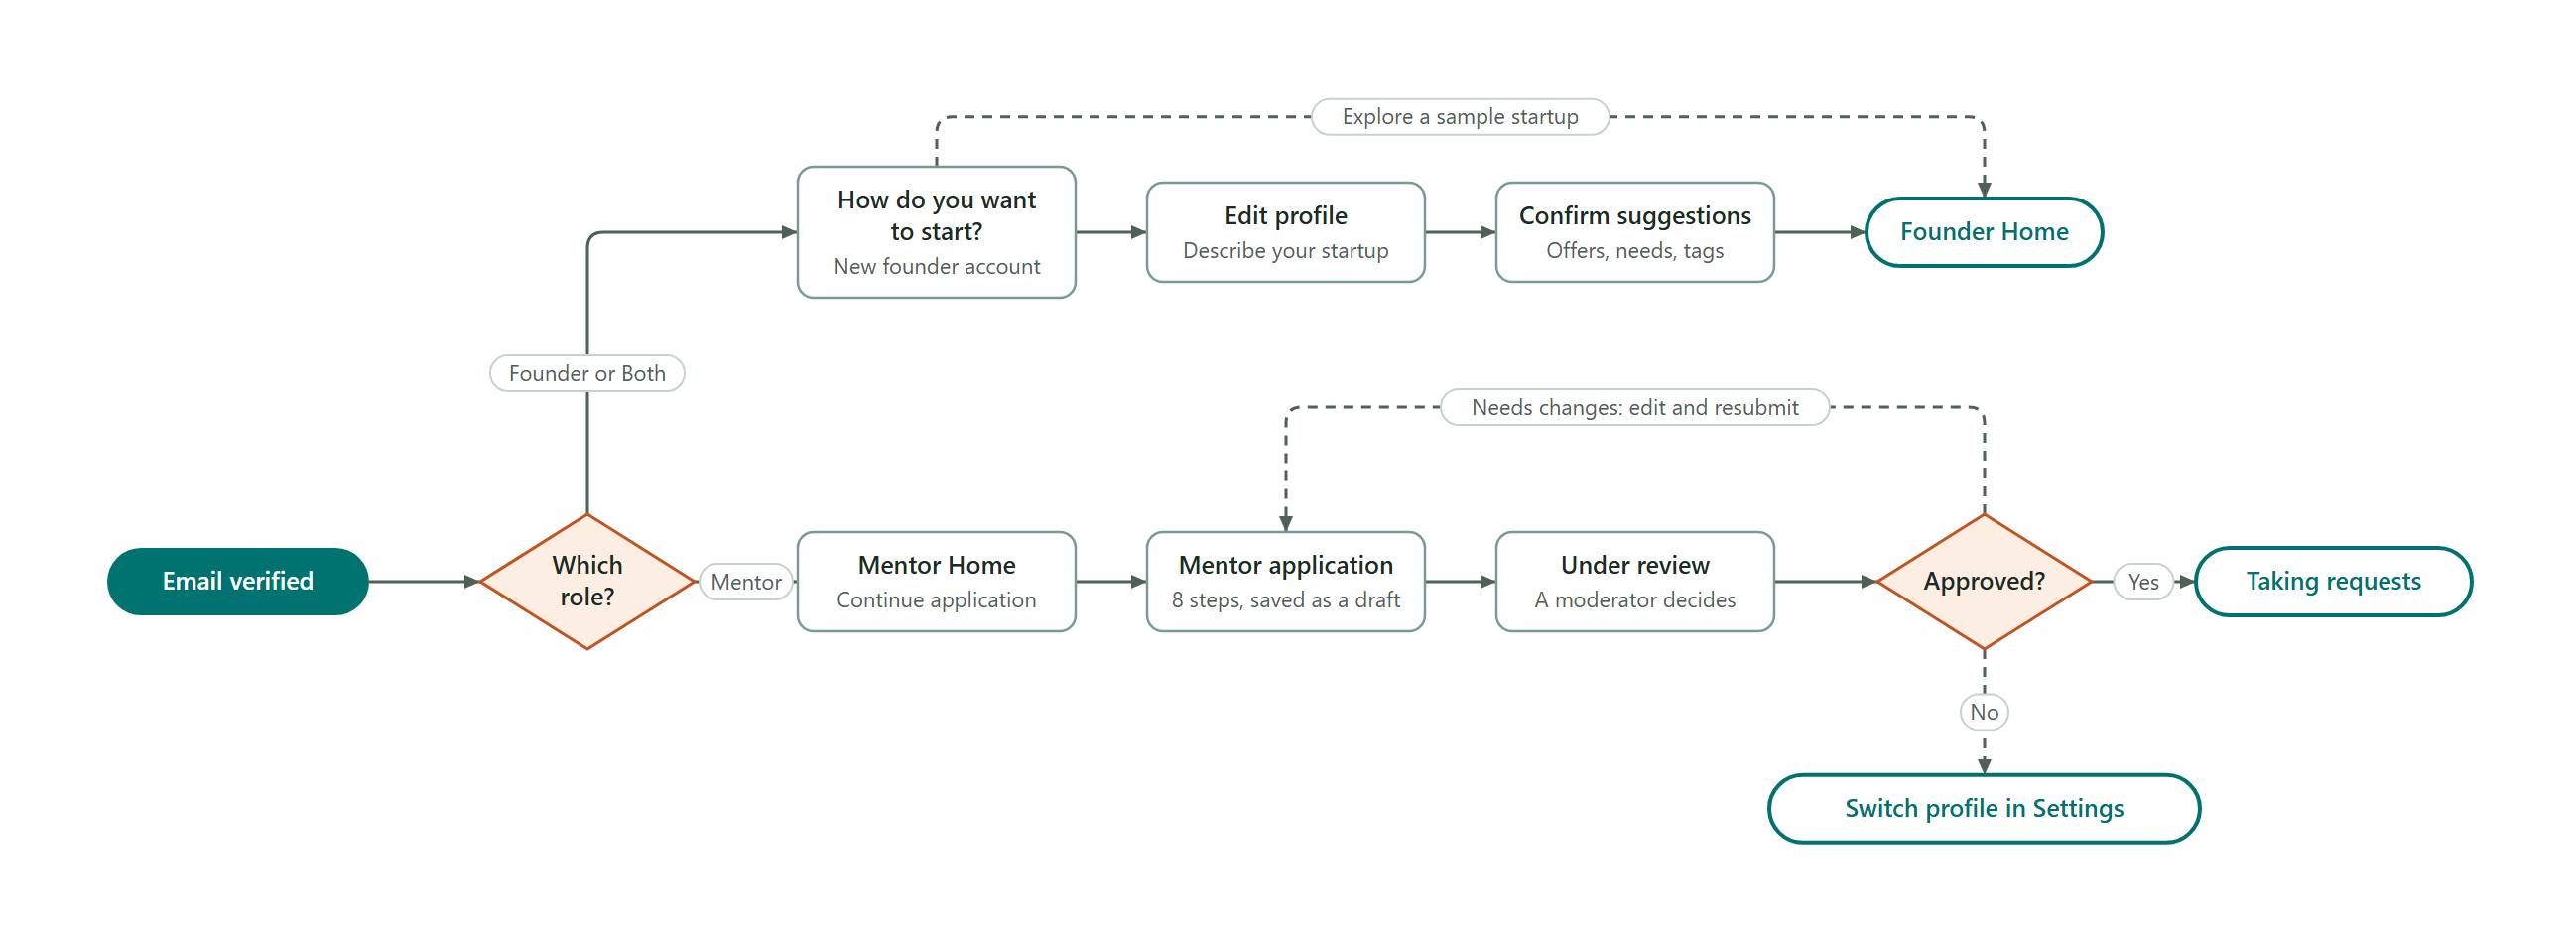 Explore a sample startup
How do you want
to start?
New founder account
Edit profile
Describe your startup
Confirm suggestions
Offers, needs, tags
Founder Home
Founder or Both
Needs changes: edit and resubmit
Email verified
Which
role?
Mentor
Mentor Home
Continue application
Mentor application
8 steps, saved as a draft
Under review
A moderator decides
Approved?
Yes
Taking requests
No
Switch profile in Settings